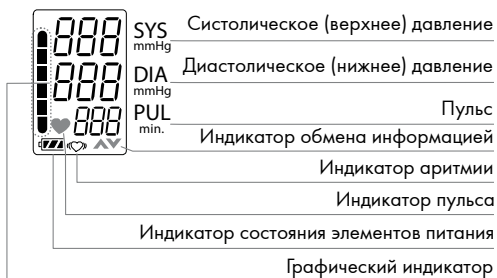 888 SYS Систолическое (верхнее) давление
mmHg
888 DIA Диастолическое (нижнее) давление
mmHg
888 PUL Пульс
min.
Индикатор обмена информацией
Индикатор аритмии
Индикатор пульса
Индикатор состояния элементов питания
Графический индикатор